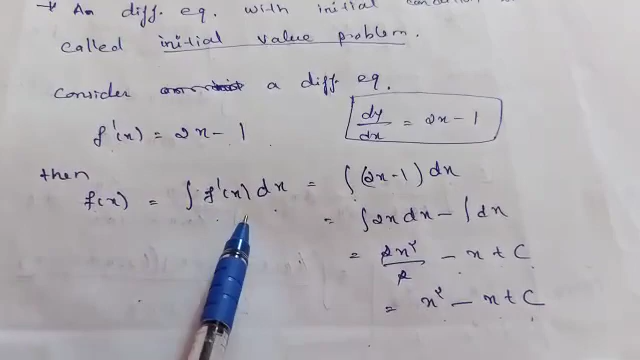 → An diff. eq. with initial
called initial value problem.
Consider a diff eq.
f'(x) = 2x - 1
dy/dx = 2x - 1
then
f(x) = ∫ f'(x) dx = ∫ (2x-1) dx
= ∫ 2x dx - ∫ dx
= 2x²/2 - x + C
= x² - x + C